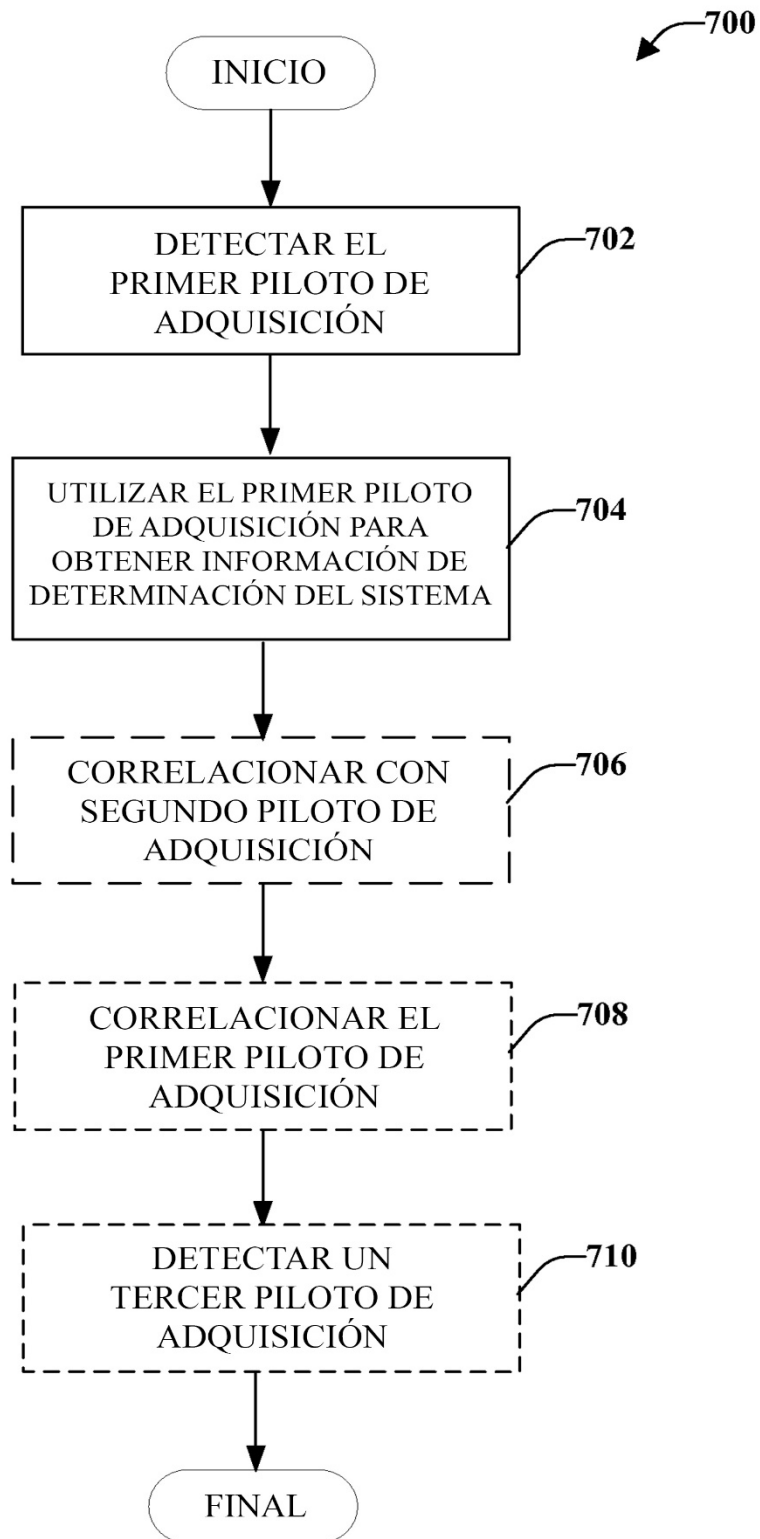 700
INICIO
DETECTAR EL
PRIMER PILOTO DE
ADQUISICIÓN
702
UTILIZAR EL PRIMER PILOTO
DE ADQUISICIÓN PARA
OBTENER INFORMACIÓN DE
DETERMINACIÓN DEL SISTEMA
704
CORRELACIONAR CON
SEGUNDO PILOTO DE
ADQUISICIÓN
706
CORRELACIONAR EL
PRIMER PILOTO DE
ADQUISICIÓN
708
DETECTAR UN
TERCER PILOTO DE
ADQUISICIÓN
710
FINAL